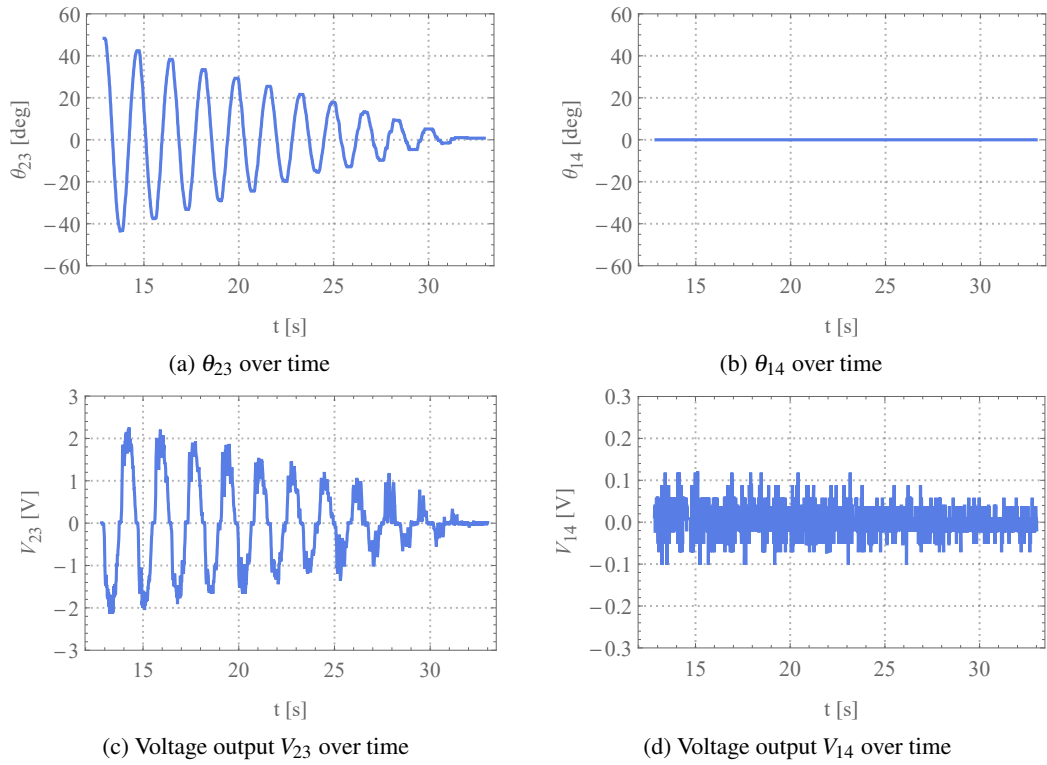 60
40
20
0
−20
−40
−60
θ23 [deg]
15 20 25 30
t [s]
(a) θ23 over time
60
40
20
0
−20
−40
−60
θ14 [deg]
15 20 25 30
t [s]
(b) θ14 over time
3
2
1
0
−1
−2
−3
V23 [V]
15 20 25 30
t [s]
(c) Voltage output V23 over time
0.3
0.2
0.1
0.0
−0.1
−0.2
−0.3
V14 [V]
15 20 25 30
t [s]
(d) Voltage output V14 over time